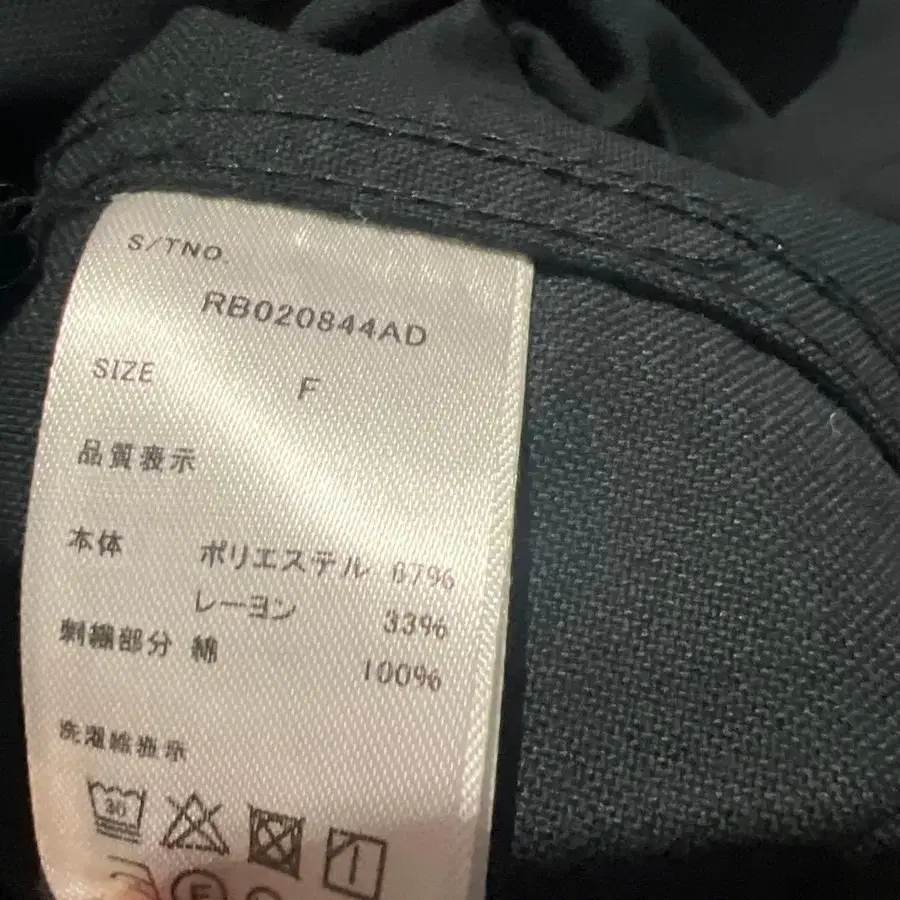 S/TNO.
RB020844AD
SIZE F
品質表示
本体 ポリエステル 67%
レーヨン 33%
刺繍部分 綿 100%
洗濯絵表示
30